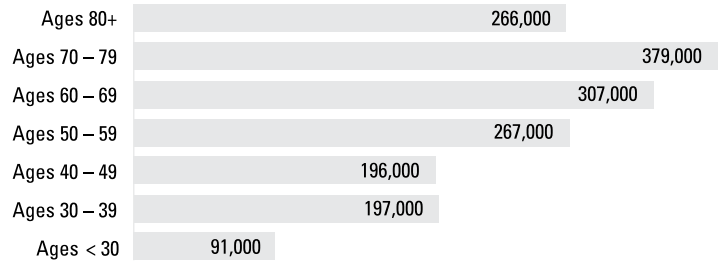 Ages 80+ 266,000
Ages 70 – 79 379,000
Ages 60 – 69 307,000
Ages 50 – 59 267,000
Ages 40 – 49 196,000
Ages 30 – 39 197,000
Ages < 30 91,000